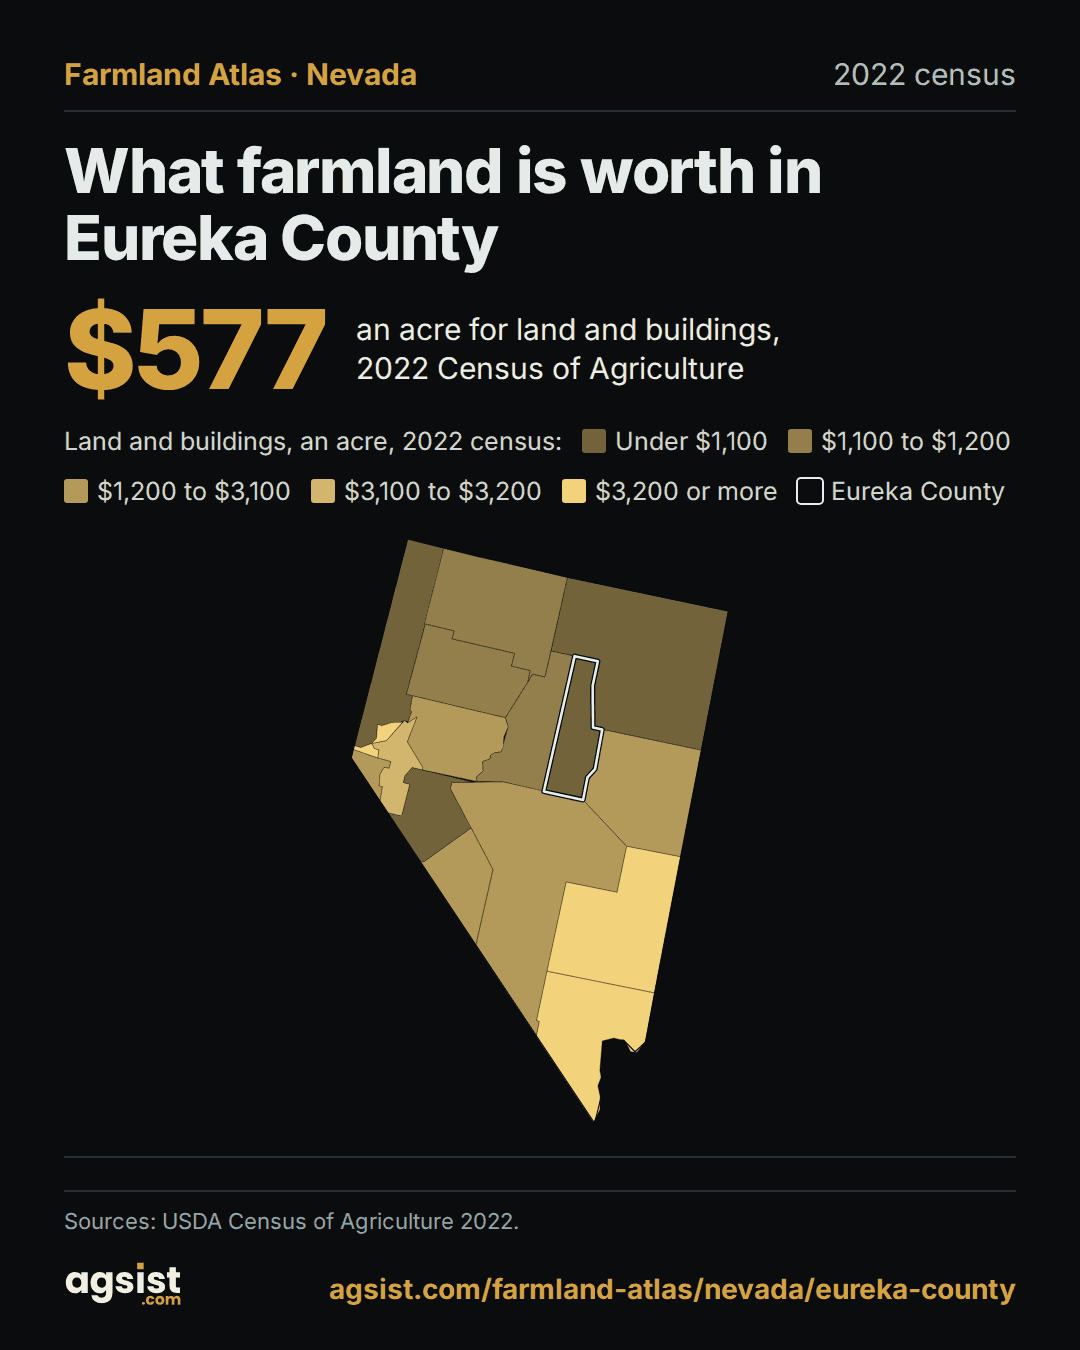 Farmland Atlas · Nevada
2022 census
What farmland is worth in
Eureka County
$577
an acre for land and buildings,
2022 Census of Agriculture
Land and buildings, an acre, 2022 census: Under $1,100 $1,100 to $1,200
$1,200 to $3,100 $3,100 to $3,200 $3,200 or more Eureka County
Sources: USDA Census of Agriculture 2022.
agsist
.com
agsist.com/farmland-atlas/nevada/eureka-county